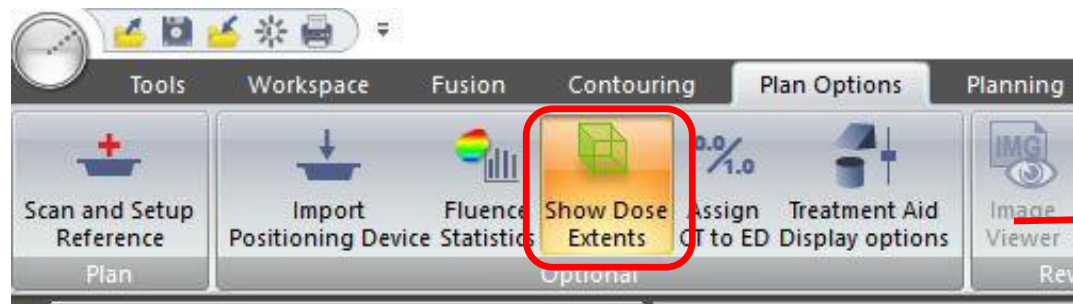 Tools Workspace Fusion Contouring Plan Options Planning
0.0/1.0 IMG
Scan and Setup Import Fluence Show Dose Assign Treatment Aid Image
Reference Positioning Device Statistics Extents CT to ED Display options Viewer
Plan Optional Rev